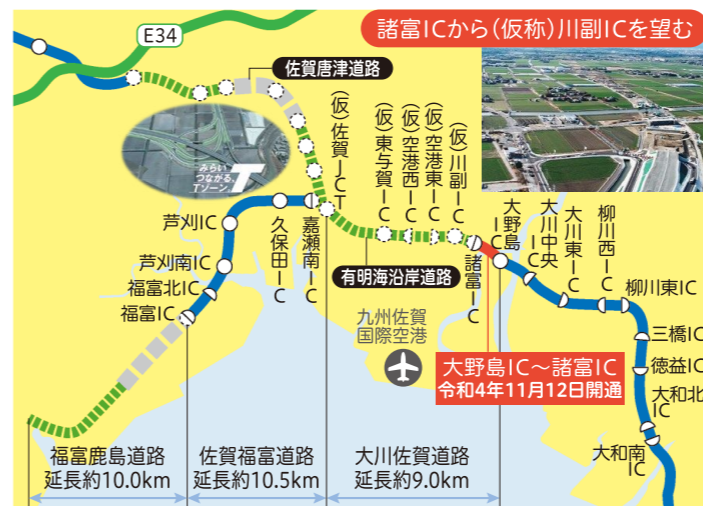 諸富ICから(仮称)川副ICを望む
E34
佐賀唐津道路
みらい
つながる、
Tゾーン。
T
(仮)佐賀JCT
(仮)東与賀IC
(仮)空港西IC
(仮)空港東IC
(仮)川副IC
諸富IC
大野島IC
大川中央IC
大川東IC
柳川西IC
柳川東IC
三橋IC
徳益IC
大和北
IC
大和南
IC
芦刈IC
芦刈南IC
福富北IC
福富IC
久保田IC
嘉瀬南IC
有明海沿岸道路
九州佐賀
国際空港
大野島IC~諸富IC
令和4年11月12日開通
福富鹿島道路
延長約10.0km
佐賀福富道路
延長約10.5km
大川佐賀道路
延長約9.0km